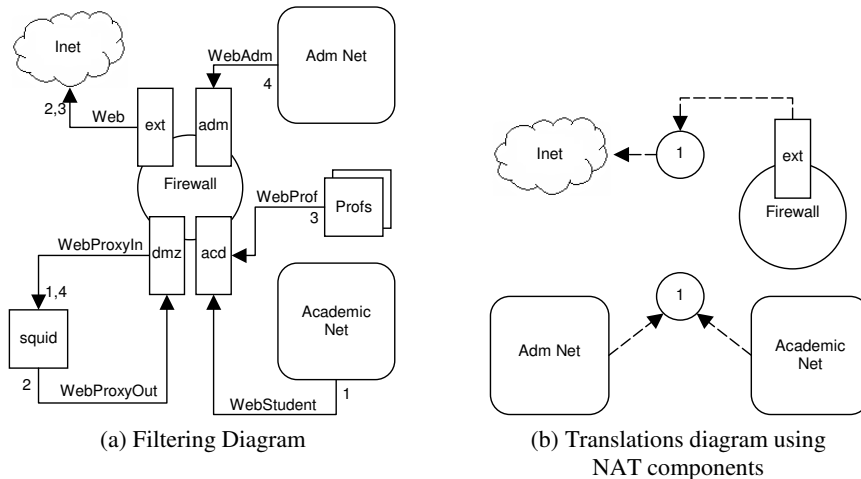 Inet
WebAdm
4
Adm Net
2,3
Web
ext
adm
Firewall
WebProf
3
Profs
WebProxyIn
dmz
acd
1,4
squid
Academic
Net
2
WebProxyOut
WebStudent
1
(a) Filtering Diagram
Inet
1
ext
Firewall
1
Adm Net
Academic
Net
(b) Translations diagram using
NAT components